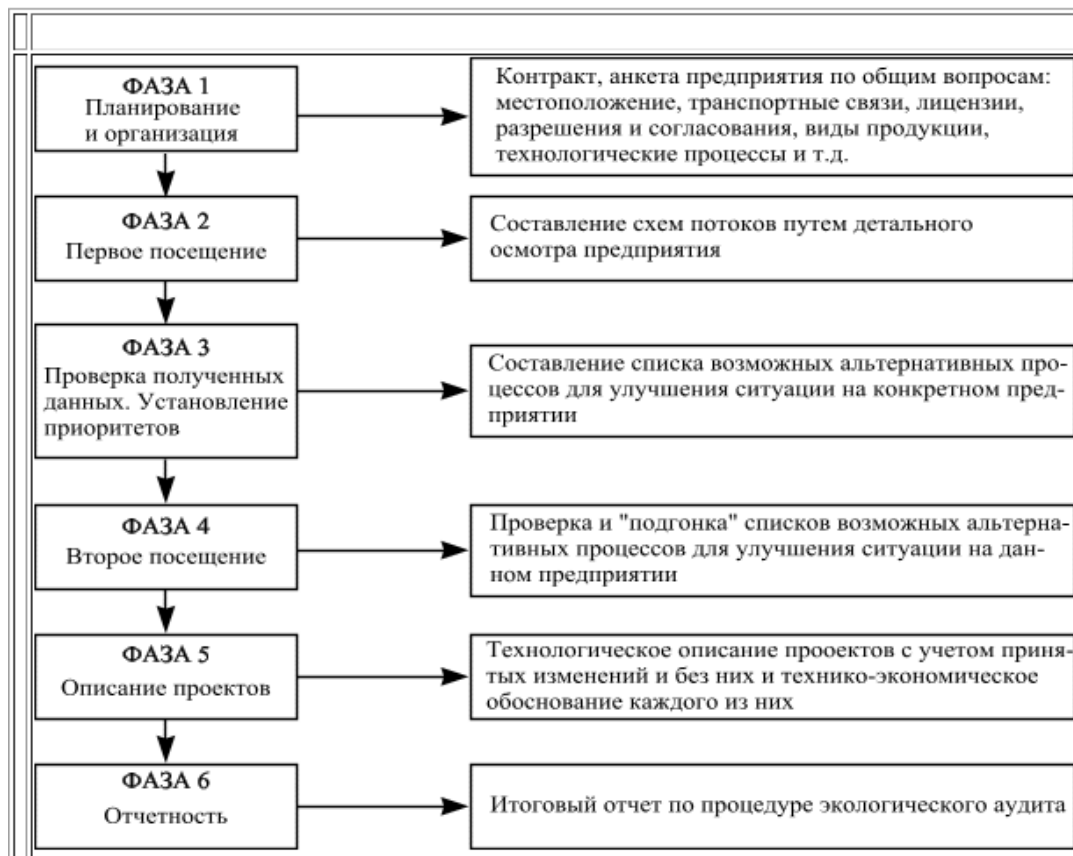 ФАЗА 1
Планирование
и организация
Контракт, анкета предприятия по общим вопросам:
местоположение, транспортные связи, лицензии,
разрешения и согласования, виды продукции,
технологические процессы и т.д.
ФАЗА 2
Первое посещение
Составление схем потоков путем детального
осмотра предприятия
ФАЗА 3
Проверка полученных
данных. Установление
приоритетов
Составление списка возможных альтернативных про-
цессов для улучшения ситуации на конкретном пред-
приятии
ФАЗА 4
Второе посещение
Проверка и "подгонка" списков возможных альтерна-
тивных процессов для улучшения ситуации на дан-
ном предприятии
ФАЗА 5
Описание проектов
Технологическое описание прооектов с учетом приня-
тых изменений и без них и технико-экономическое
обоснование каждого из них
ФАЗА 6
Отчетность
Итоговый отчет по процедуре экологического аудита